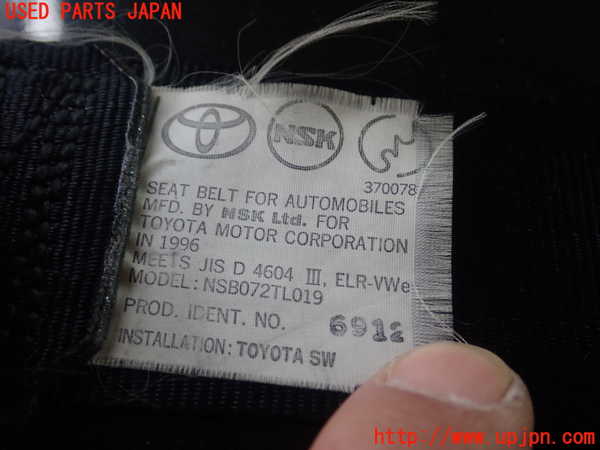 USED PARTS JAPAN
NSK
370078
SEAT BELT FOR AUTOMOBILES
MFD. BY NSK Ltd. FOR
TOYOTA MOTOR CORPORATION
IN 1996
MEETS JIS D 4604 III, ELR-VWe
MODEL: NSB072TL019
PROD. IDENT. NO. 6912
INSTALLATION: TOYOTA SW
http://www.upjpn.com/